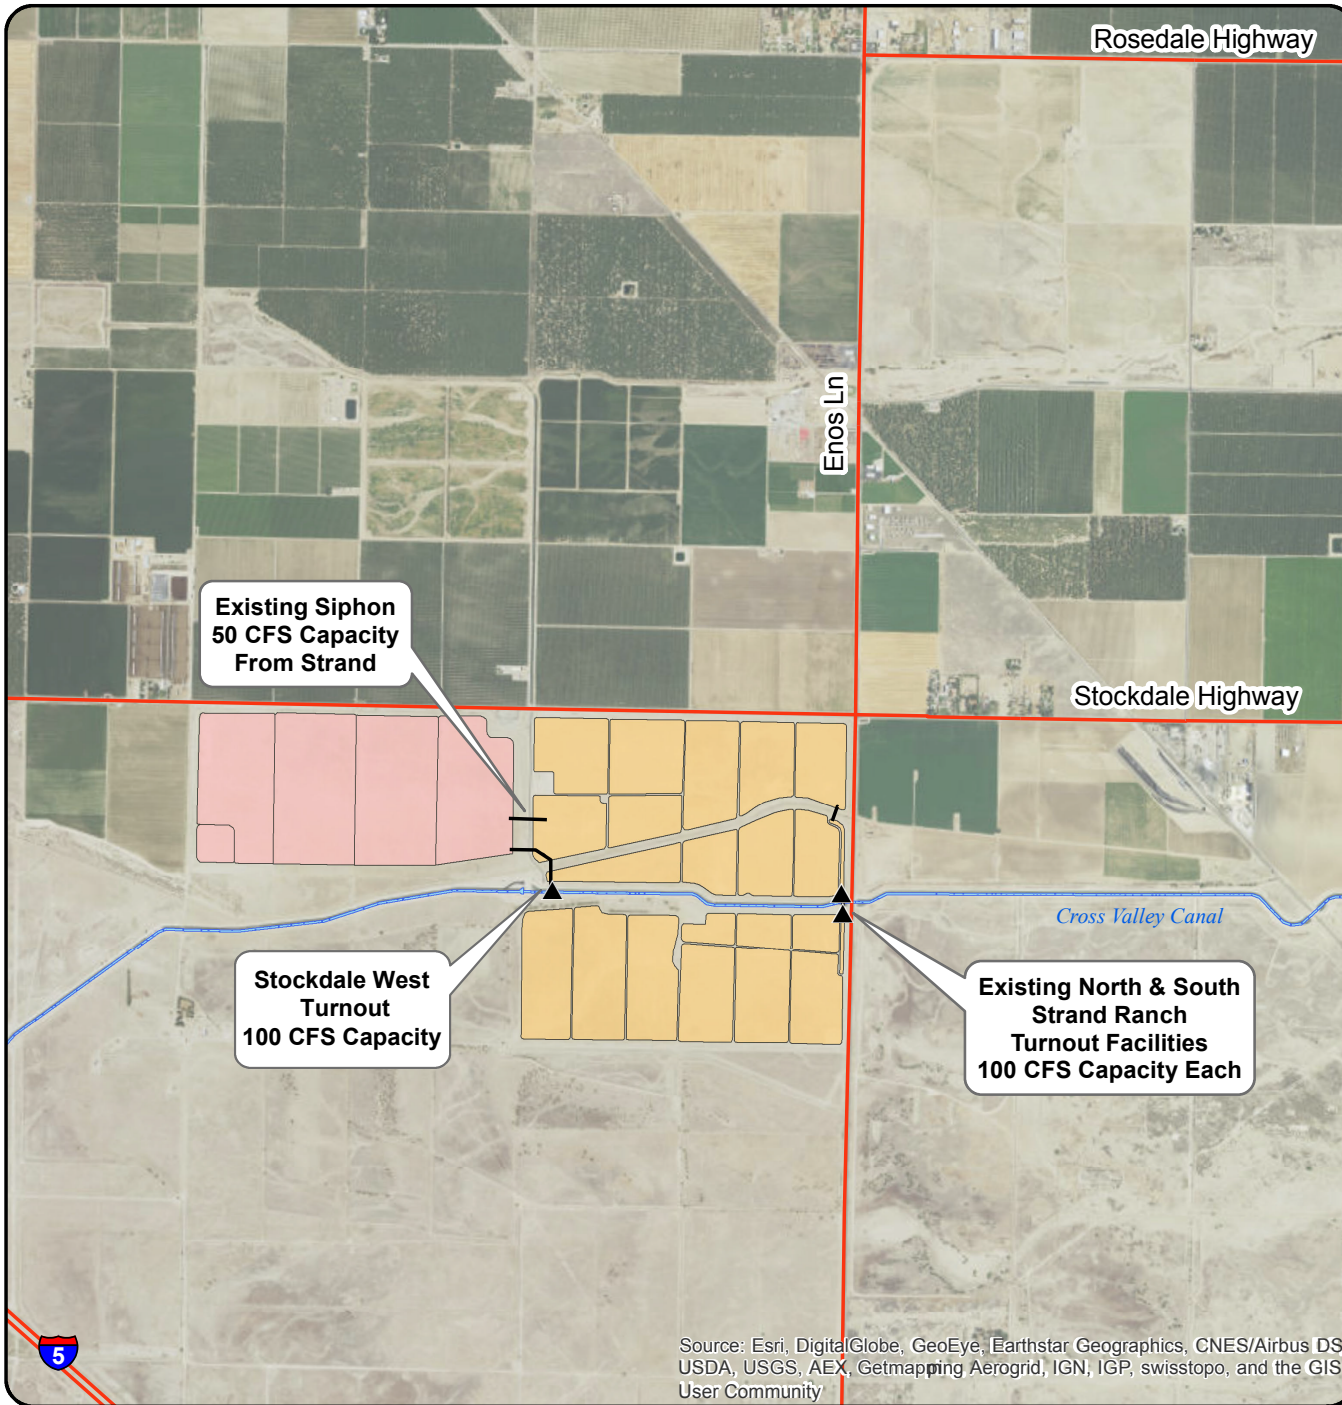 Rosedale Highway
Enos Ln
Existing Siphon
50 CFS Capacity
From Strand
Stockdale Highway
Cross Valley Canal
Stockdale West
Turnout
100 CFS Capacity
Existing North & South
Strand Ranch
Turnout Facilities
100 CFS Capacity Each
5
Source: Esri, DigitalGlobe, GeoEye, Earthstar Geographics, CNES/Airbus DS
USDA, USGS, AEX, Getmapping Aerogrid, IGN, IGP, swisstopo, and the GIS
User Community